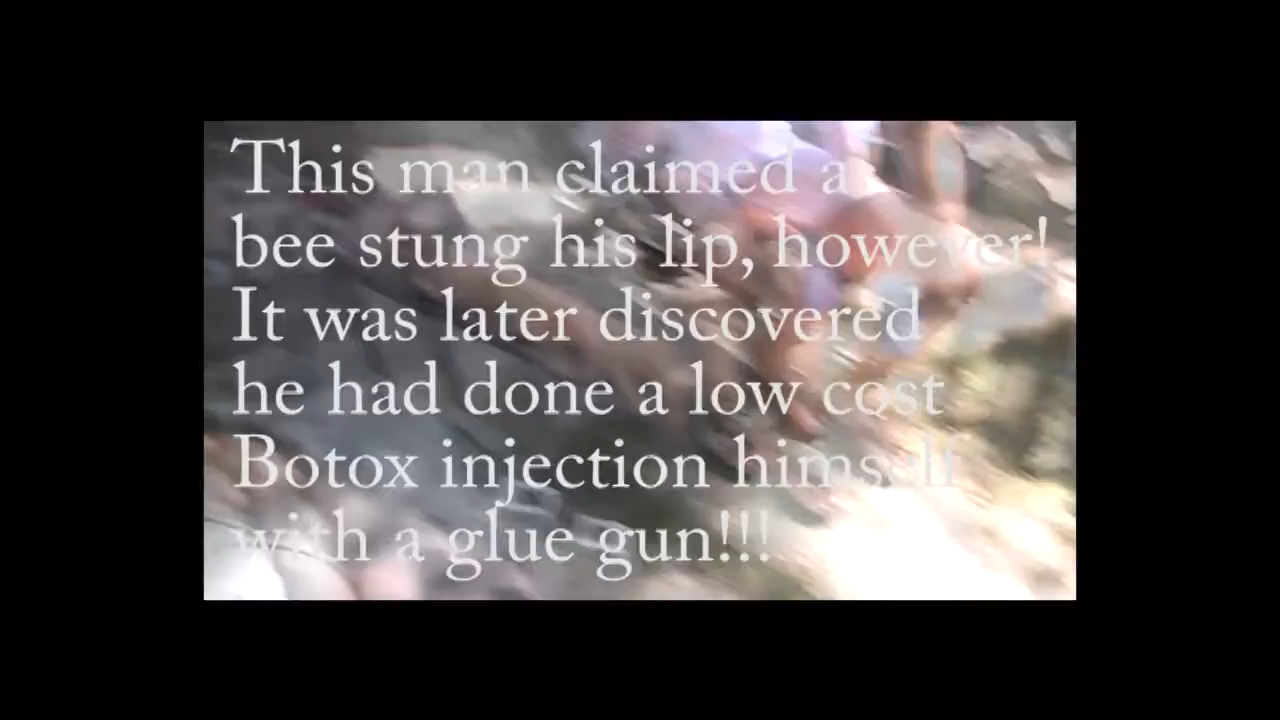 This man claimed a
bee stung his lip, however!
It was later discovered
he had done a low cost
Botox injection himself
with a glue gun!!!